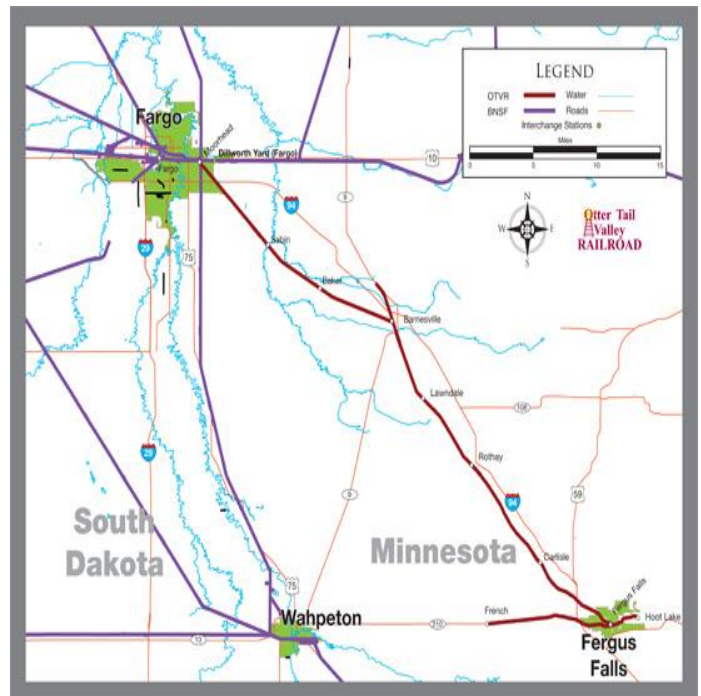 LEGEND
OTVR
Water
BNSF
Roads
Interchange Stations
Miles
0
5
10
15
Fargo
Moorhead
Dillworth Yard (Fargo)
Fargo
10
9
94
N
W
E
S
Otter Tail
Valley
RAILROAD
Sabin
29
75
Baker
Barnesville
Lawndale
108
Rothay
29
9
94
59
South
Dakota
Minnesota
Carlisle
75
Fergus Falls
French
Hoot Lake
Wahpeton
210
13
Fergus
Falls